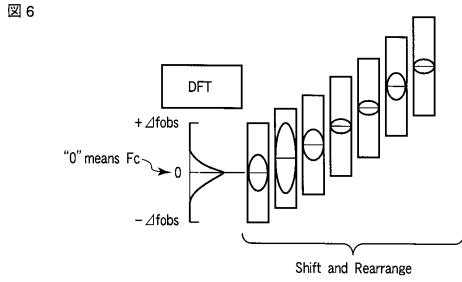 図6
DFT
+⊿fobs
“0” means Fc
0
−⊿fobs
Shift and Rearrange